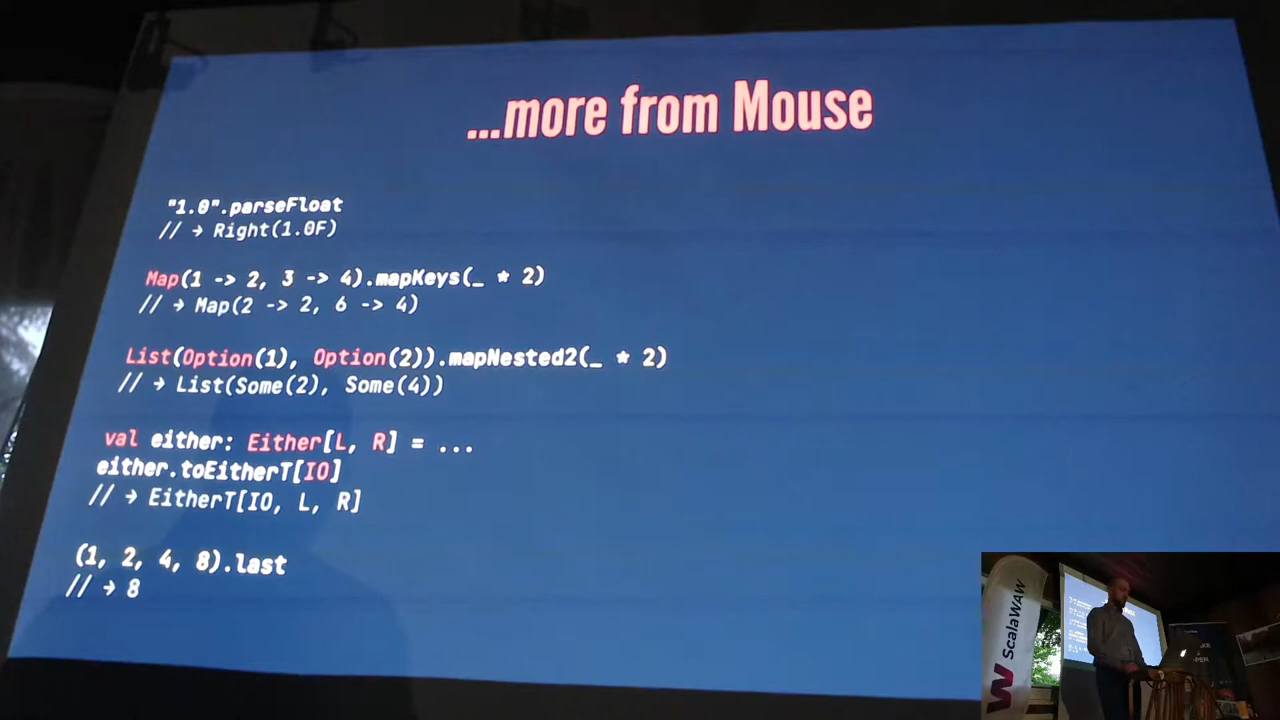 ...more from Mouse
"1.0".parseFloat
// → Right(1.0F)
Map(1 -> 2, 3 -> 4).mapKeys(_ * 2)
// → Map(2 -> 2, 6 -> 4)
List(Option(1), Option(2)).mapNested2(_ * 2)
// → List(Some(2), Some(4))
val either: Either[L, R] = ...
either.toEitherT[IO]
// → EitherT[IO, L, R]
(1, 2, 4, 8).last
// → 8
ScalaWAW